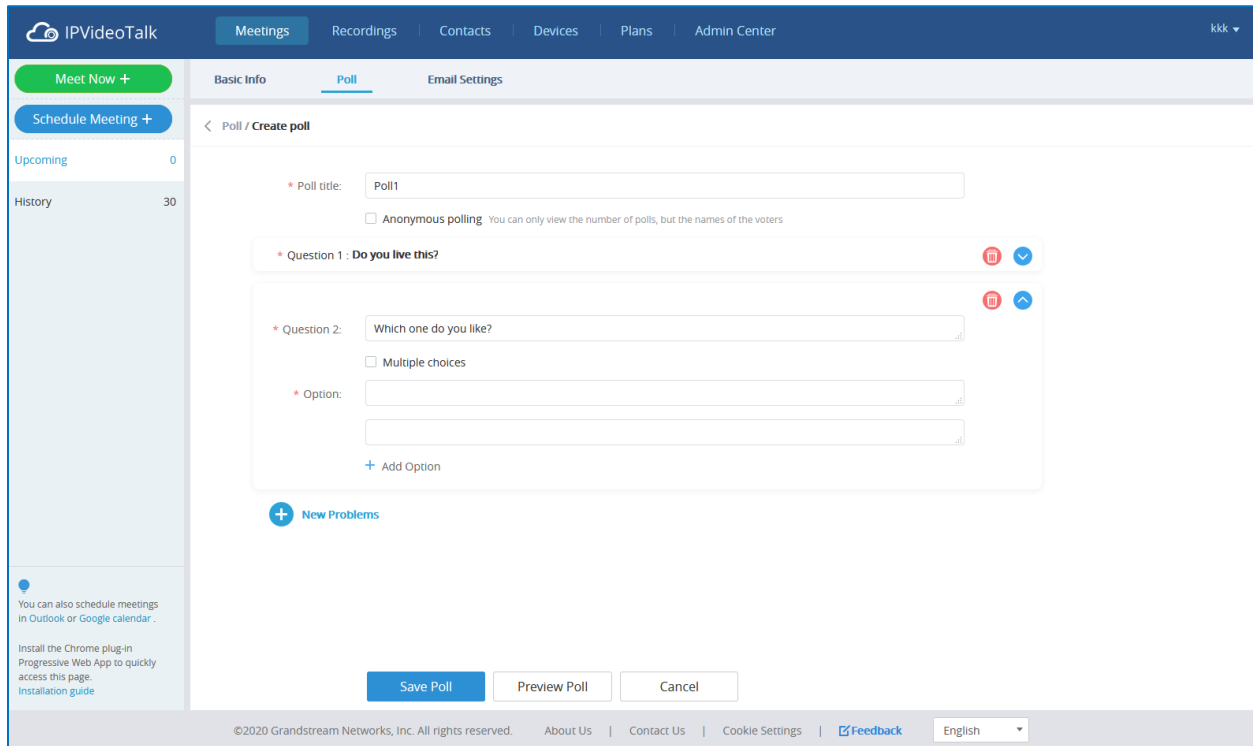 IPVideoTalk
Meetings Recordings Contacts Devices Plans Admin Center kkk
Meet Now +
Schedule Meeting +
Upcoming 0
History 30
Basic Info Poll Email Settings
Poll / Create poll
* Poll title: Poll1
Anonymous polling You can only view the number of polls, but the names of the voters
* Question 1 : Do you live this?
* Question 2: Which one do you like?
Multiple choices
* Option:
+ Add Option
+ New Problems
You can also schedule meetings
in Outlook or Google calendar .
Install the Chrome plug-in
Progressive Web App to quickly
access this page.
Installation guide
Save Poll Preview Poll Cancel
©2020 Grandstream Networks, Inc. All rights reserved. About Us | Contact Us | Cookie Settings | Feedback English